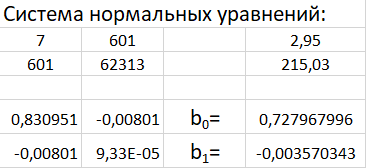 Система нормальных уравнений:
7 601 2,95
601 62313 215,03
0,830951 -0,00801 b₀= 0,727967996
-0,00801 9,33E-05 b₁= -0,003570343